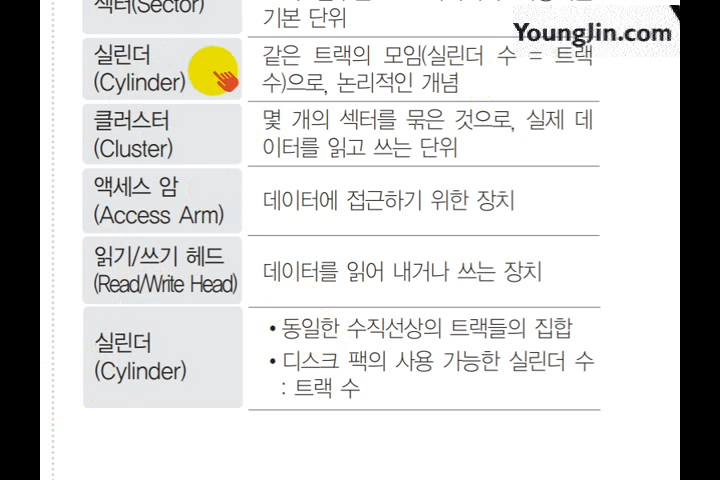 섹터(Sector)
기본 단위
YoungJin.com
실린더
(Cylinder)
같은 트랙의 모임(실린더 수 = 트랙
수)으로, 논리적인 개념
클러스터
(Cluster)
몇 개의 섹터를 묶은 것으로, 실제 데
이터를 읽고 쓰는 단위
액세스 암
(Access Arm)
데이터에 접근하기 위한 장치
읽기/쓰기 헤드
(Read/Write Head)
데이터를 읽어 내거나 쓰는 장치
실린더
(Cylinder)
• 동일한 수직선상의 트랙들의 집합
• 디스크 팩의 사용 가능한 실린더 수
: 트랙 수